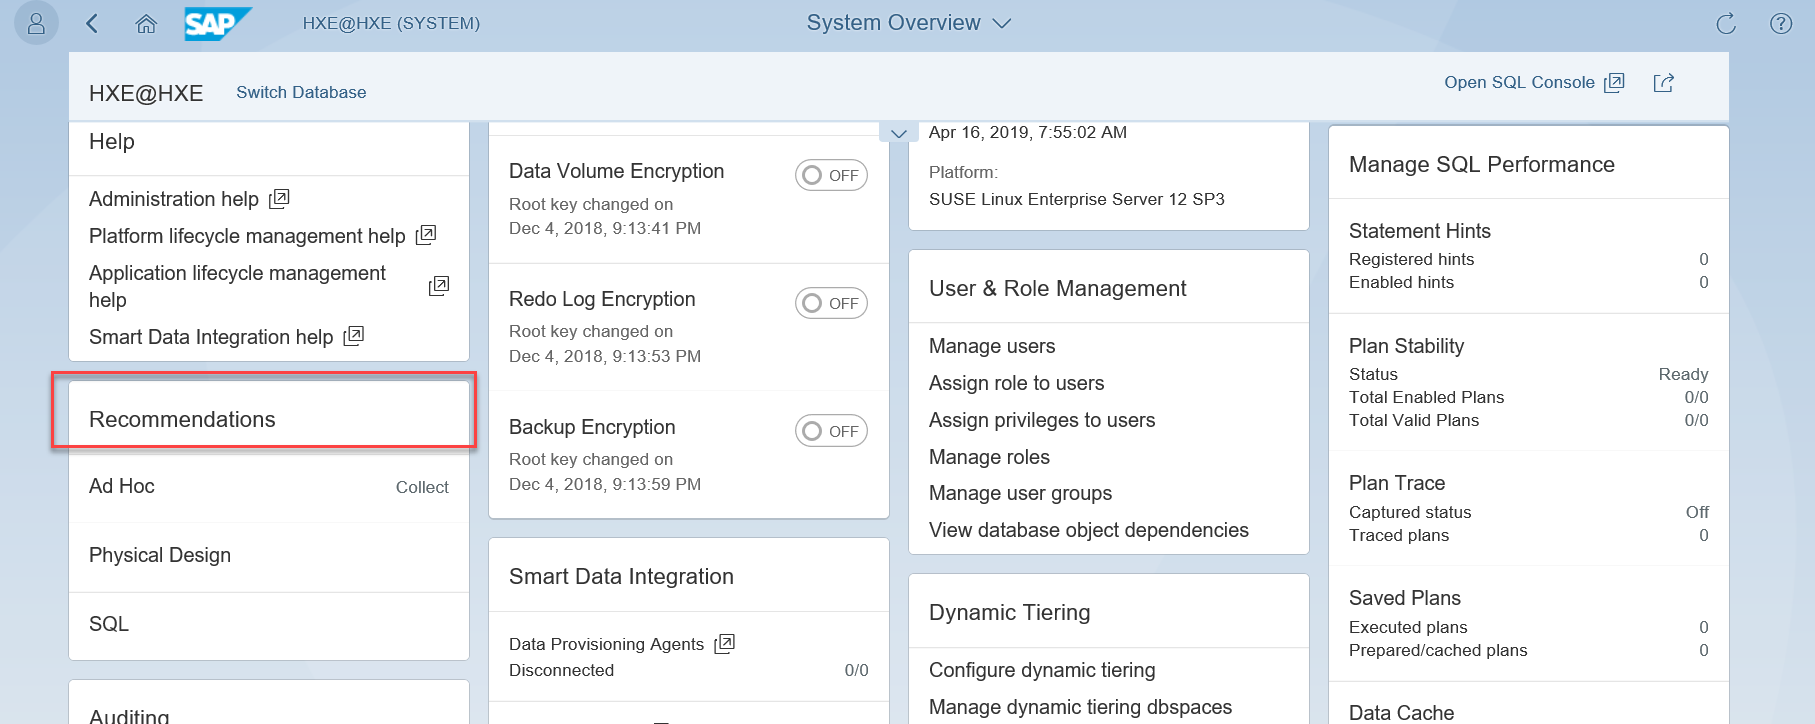 SAP
HXE@HXE (SYSTEM)
System Overview
HXE@HXE
Switch Database
Open SQL Console
Help
Administration help
Platform lifecycle management help
Application lifecycle management
help
Smart Data Integration help
Recommendations
Ad Hoc
Collect
Physical Design
SQL
Auditing
Data Volume Encryption
OFF
Root key changed on
Dec 4, 2018, 9:13:41 PM
Redo Log Encryption
OFF
Root key changed on
Dec 4, 2018, 9:13:53 PM
Backup Encryption
OFF
Root key changed on
Dec 4, 2018, 9:13:59 PM
Smart Data Integration
Data Provisioning Agents
Disconnected
0/0
Apr 16, 2019, 7:55:02 AM
Platform:
SUSE Linux Enterprise Server 12 SP3
User & Role Management
Manage users
Assign role to users
Assign privileges to users
Manage roles
Manage user groups
View database object dependencies
Dynamic Tiering
Configure dynamic tiering
Manage dynamic tiering dbspaces
Manage SQL Performance
Statement Hints
Registered hints 0
Enabled hints 0
Plan Stability
Status Ready
Total Enabled Plans 0/0
Total Valid Plans 0/0
Plan Trace
Captured status Off
Traced plans 0
Saved Plans
Executed plans 0
Prepared/cached plans 0
Data Cache